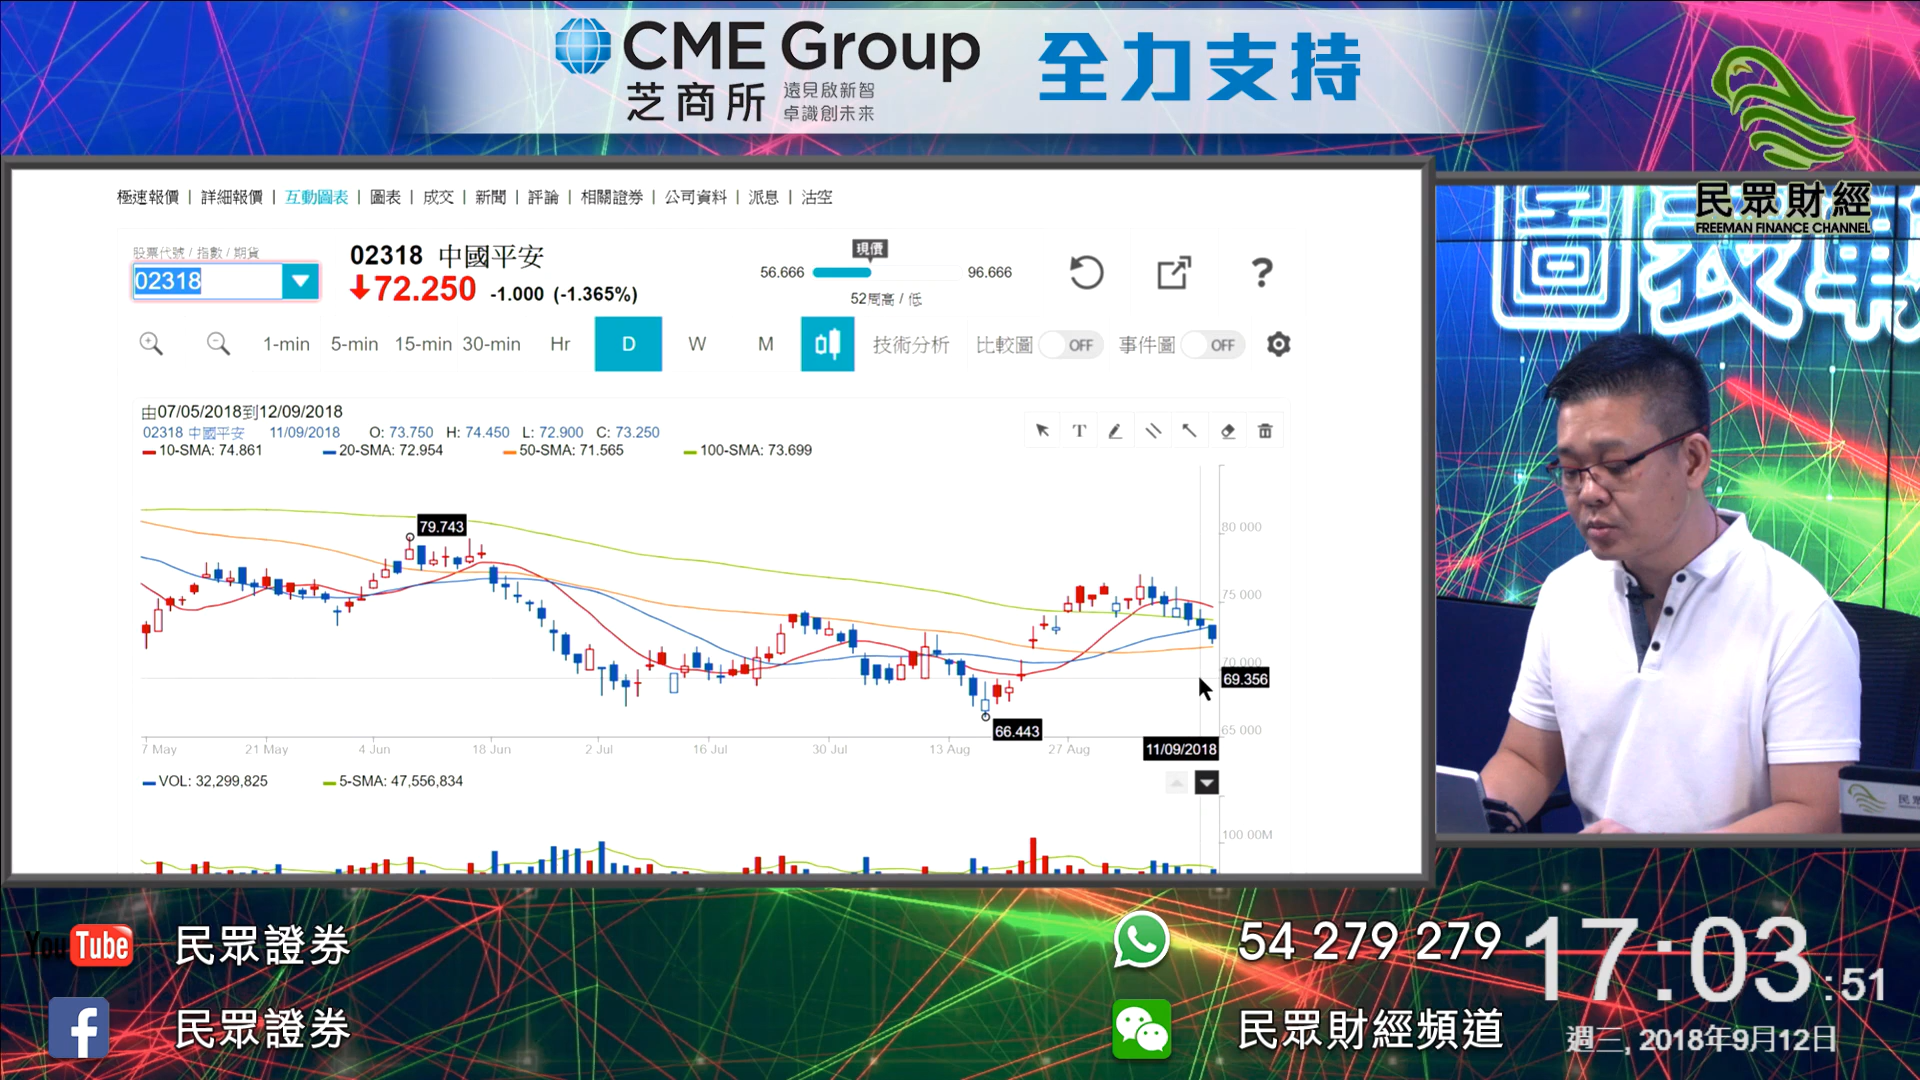 CME Group
芝商所
遠見啟新智
卓識創未来
全力支持
民眾財經
FREEMAN FINANCE CHANNEL
極速報價 | 詳細報價 | 互動圖表 | 圖表 | 成交 | 新聞 | 評論 | 相關證券 | 公司資料 | 派息 | 沽空
股票代號 / 指數 / 期貨
02318
02318 中國平安
72.250 -1.000 (-1.365%)
現價
56.666 96.666
52周高 / 低
?
1-min 5-min 15-min 30-min Hr D W M 技術分析 比較圖 OFF 事件圖 OFF
由07/05/2018到12/09/2018
02318 中國平安 11/09/2018 O: 73.750 H: 74.450 L: 72.900 C: 73.250
10-SMA: 74.861 20-SMA: 72.954 50-SMA: 71.565 100-SMA: 73.699
T
79.743
80 000
75 000
70 000
69.356
66.443
65 000
7 May 21 May 4 Jun 18 Jun 2 Jul 16 Jul 30 Jul 13 Aug 27 Aug 11/09/2018
VOL: 32,299,825 5-SMA: 47,556,834
100 00M
圖表
民眾
YouTube 民眾證券
f 民眾證券
54 279 279
民眾財經頻道
17:03:51
週三, 2018年9月12日